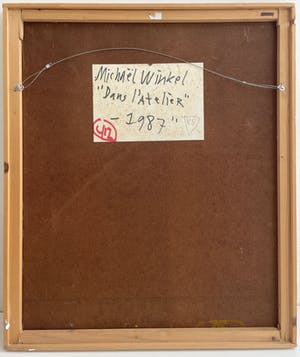 Michaël Winkel
"Dans l'Atelier"
- 1987"